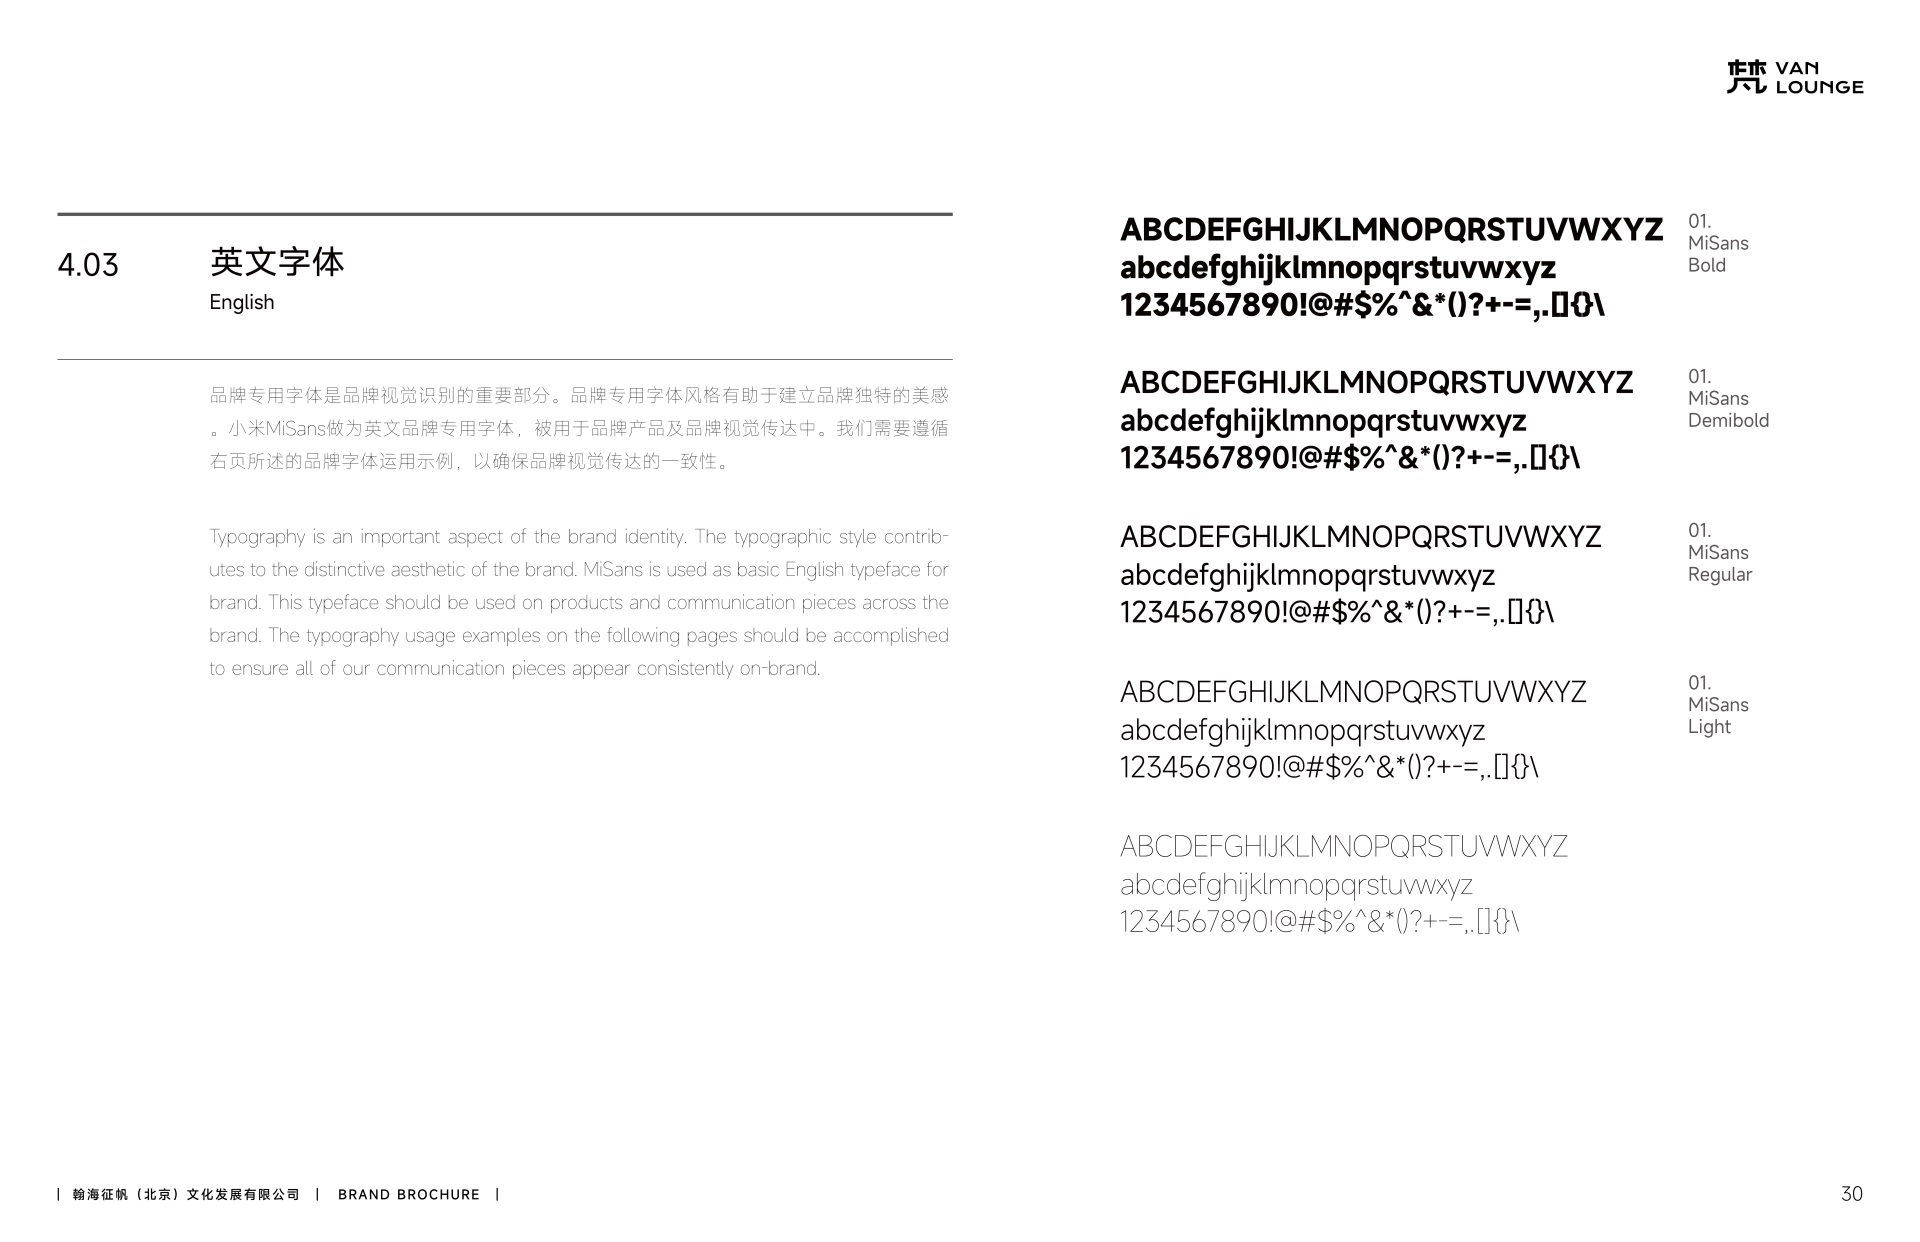 梵 VAN
LOUNGE
4.03
英文字体
English
品牌专用字体是品牌视觉识别的重要部分。品牌专用字体风格有助于建立品牌独特的美感
。小米MiSans做为英文品牌专用字体，被用于品牌产品及品牌视觉传达中。我们需要遵循
右页所述的品牌字体运用示例，以确保品牌视觉传达的一致性。
Typography is an important aspect of the brand identity. The typographic style contrib-
utes to the distinctive aesthetic of the brand. MiSans is used as basic English typeface for
brand. This typeface should be used on products and communication pieces across the
brand. The typography usage examples on the following pages should be accomplished
to ensure all of our communication pieces appear consistently on-brand.
ABCDEFGHIJKLMNOPQRSTUVWXYZ
abcdefghijklmnopqrstuvwxyz
1234567890!@#$%^&*()?+-=,.[]{}\
01.
MiSans
Bold
ABCDEFGHIJKLMNOPQRSTUVWXYZ
abcdefghijklmnopqrstuvwxyz
1234567890!@#$%^&*()?+-=,.[]{}\
01.
MiSans
Demibold
ABCDEFGHIJKLMNOPQRSTUVWXYZ
abcdefghijklmnopqrstuvwxyz
1234567890!@#$%^&*()?+-=,.[]{}\
01.
MiSans
Regular
ABCDEFGHIJKLMNOPQRSTUVWXYZ
abcdefghijklmnopqrstuvwxyz
1234567890!@#$%^&*()?+-=,.[]{}\
01.
MiSans
Light
ABCDEFGHIJKLMNOPQRSTUVWXYZ
abcdefghijklmnopqrstuvwxyz
1234567890!@#$%^&*()?+-=,.[]{}\
| 翰海征帆（北京）文化发展有限公司 | BRAND BROCHURE |
30